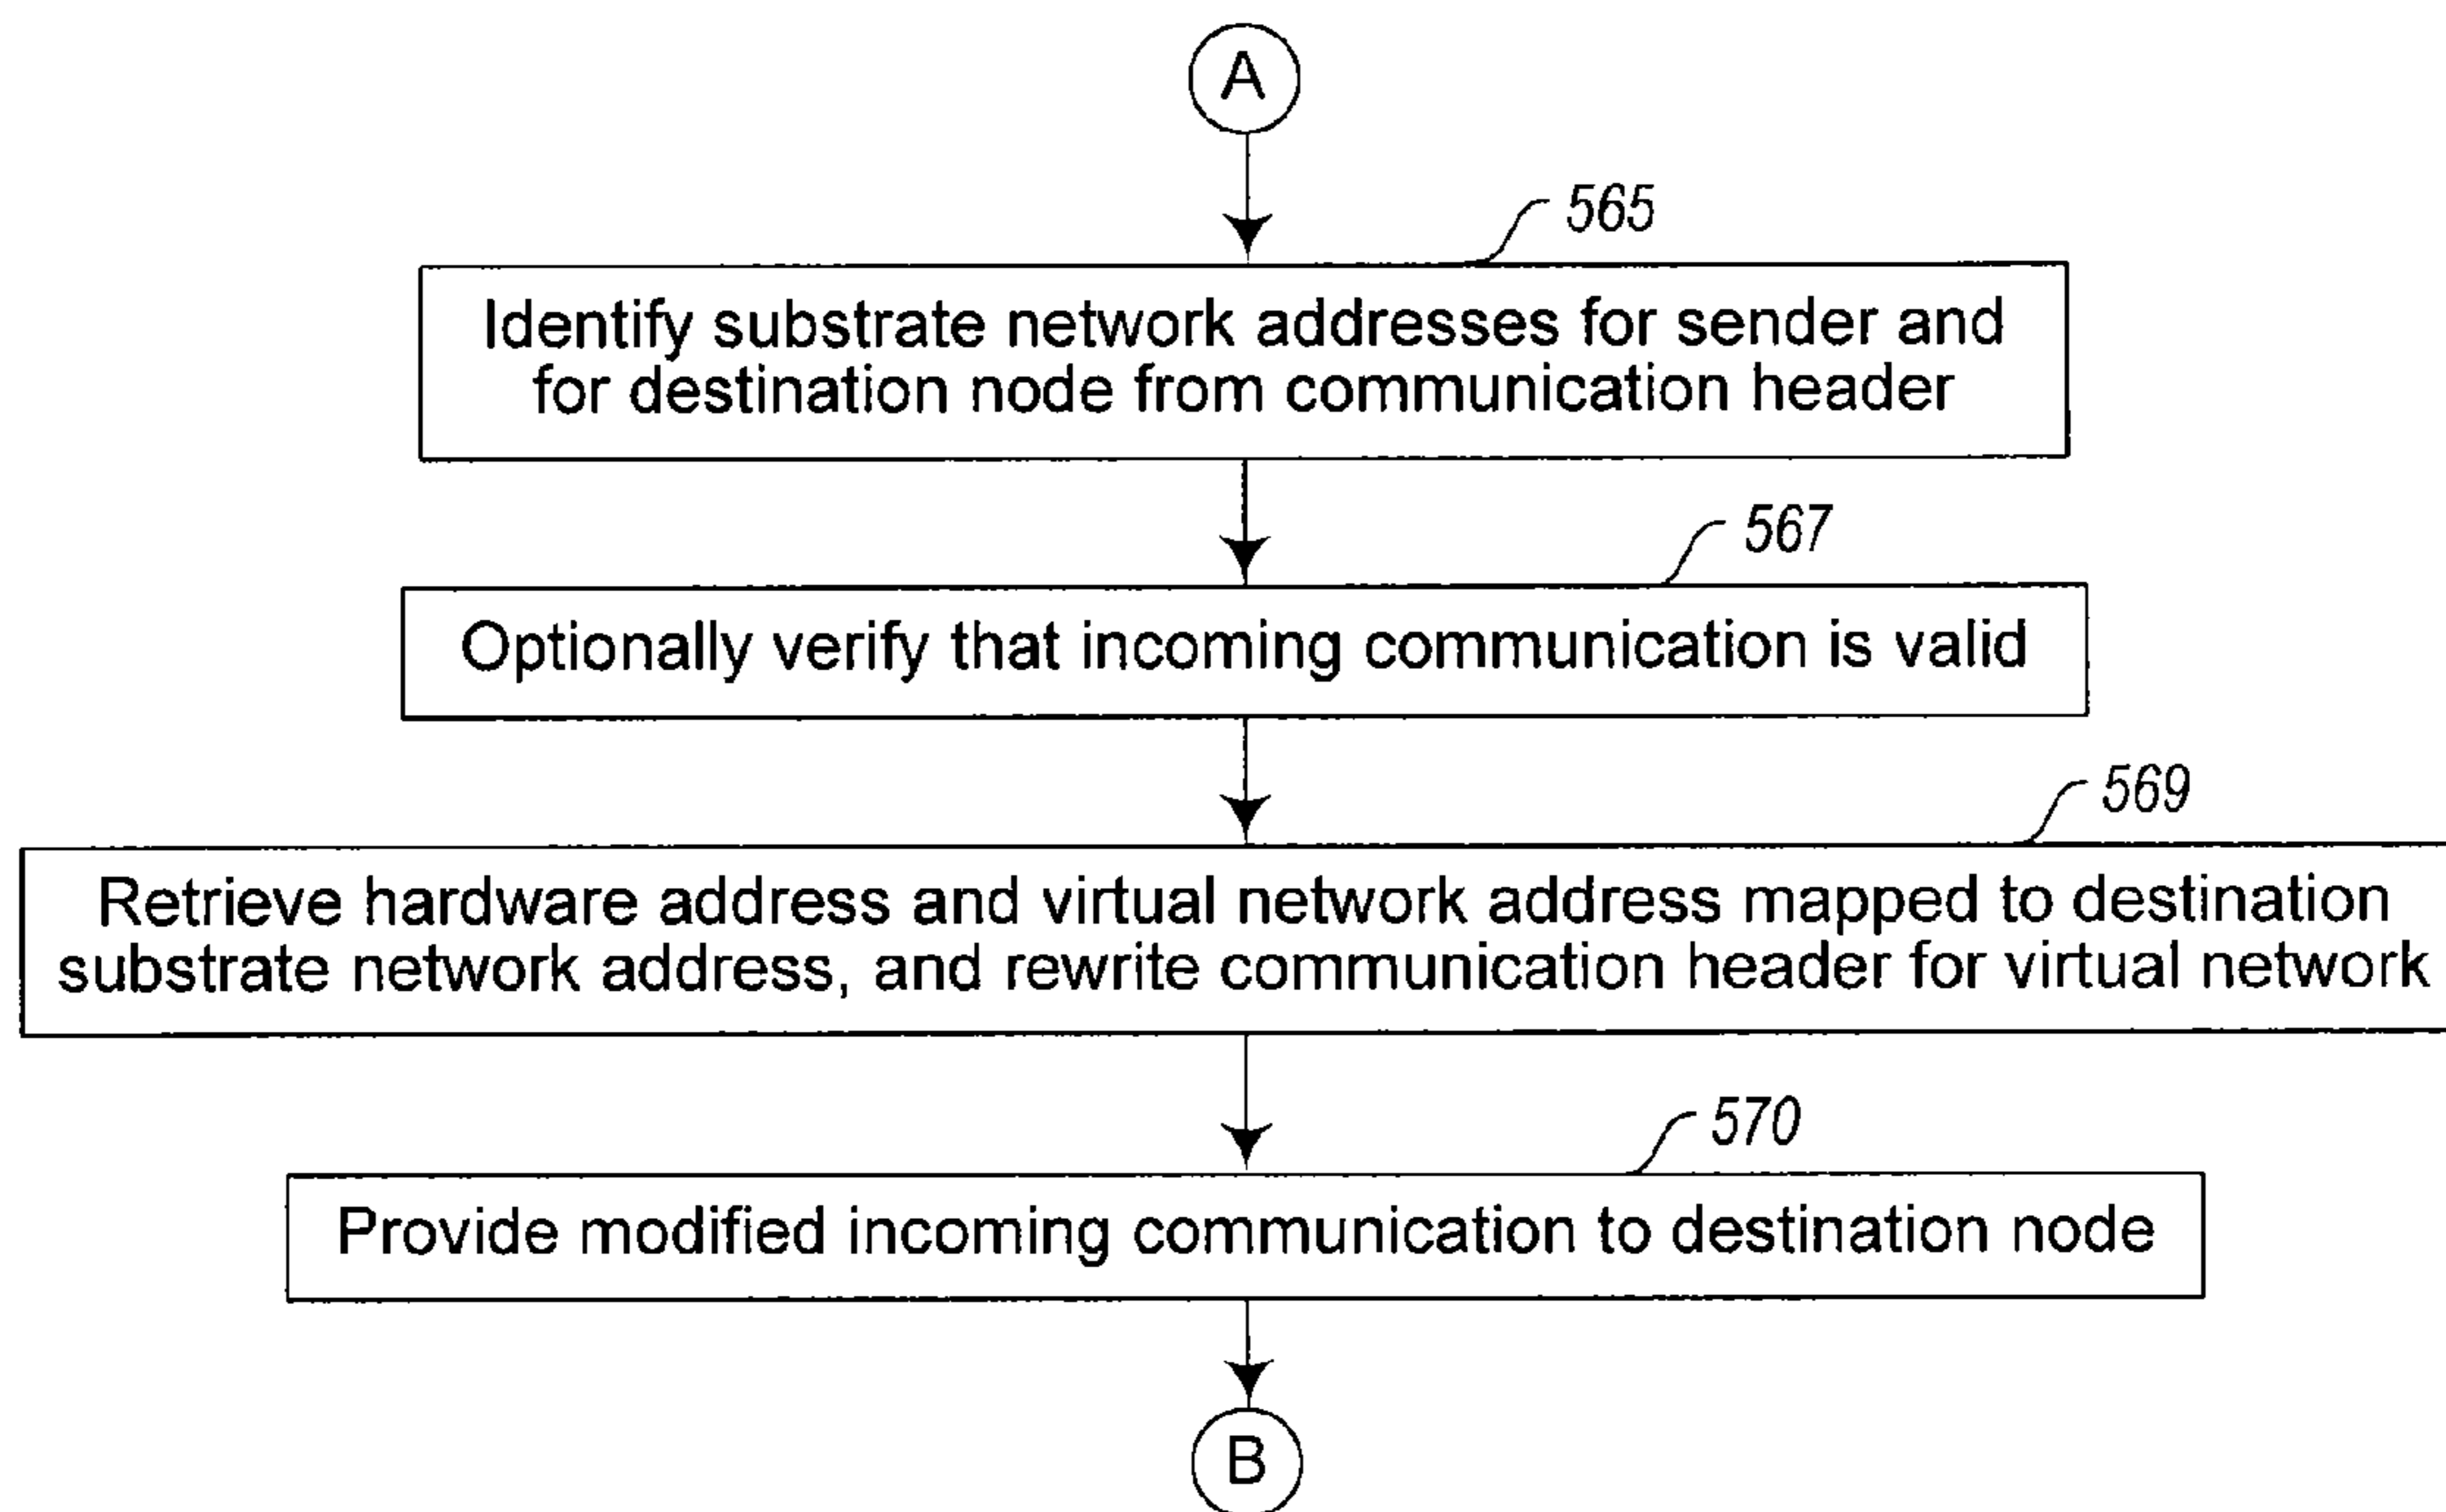 A
565
Identify substrate network addresses for sender and
for destination node from communication header
567
Optionally verify that incoming communication is valid
569
Retrieve hardware address and virtual network address mapped to destination
substrate network address, and rewrite communication header for virtual network
570
Provide modified incoming communication to destination node
B